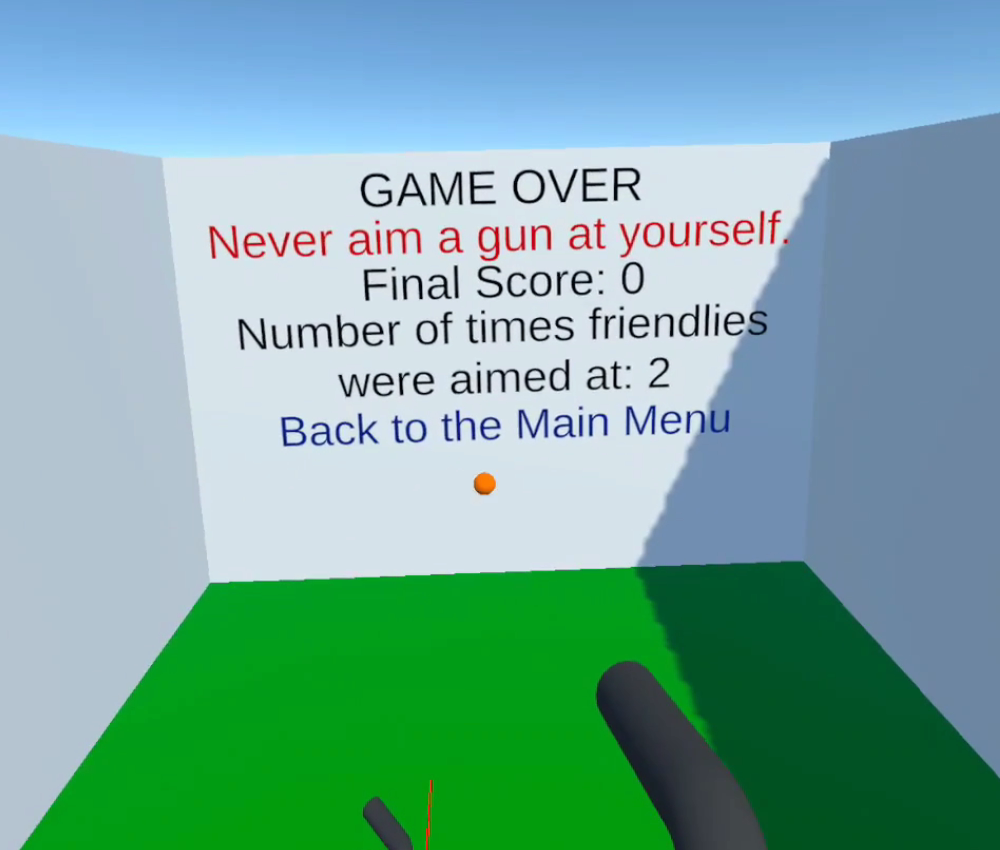 GAME OVER
Never aim a gun at yourself.
Final Score: 0
Number of times friendlies
were aimed at: 2
Back to the Main Menu